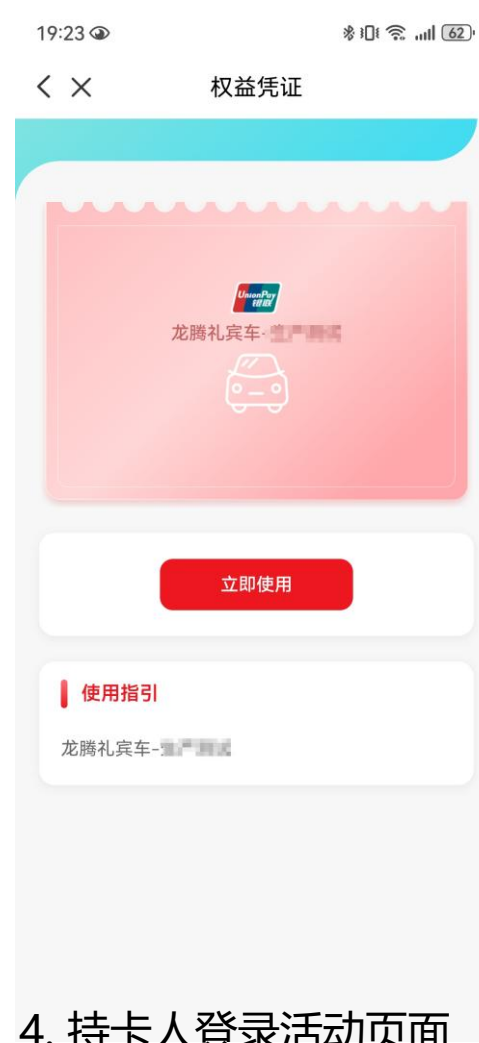 19:23
62
权益凭证
UnionPay
银联
龙腾礼宾车-
立即使用
使用指引
龙腾礼宾车-
4. 持卡人登录活动页面